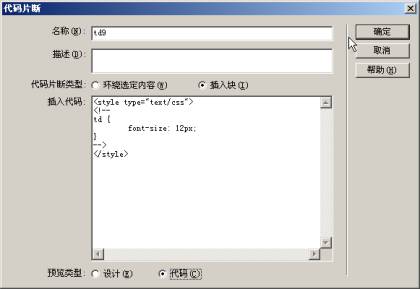 代码片断
名称(N): td9
描述(D):
代码片断类型: 环绕选定内容(W) 插入块(I)
插入代码: <style type="text/css">
<!--
td {
font-size: 12px;
}
-->
</style>
预览类型: 设计(E) 代码(C)
确定
取消
帮助(H)